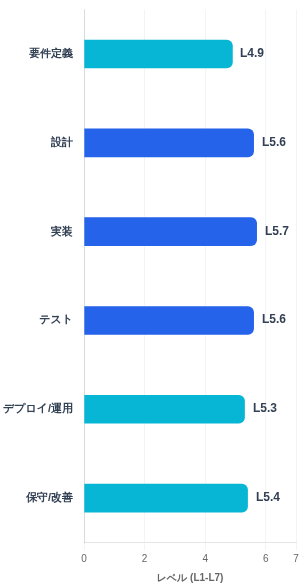 要件定義 L4.9
設計 L5.6
実装 L5.7
テスト L5.6
デプロイ/運用 L5.3
保守/改善 L5.4
0 2 4 6 7
レベル (L1-L7)